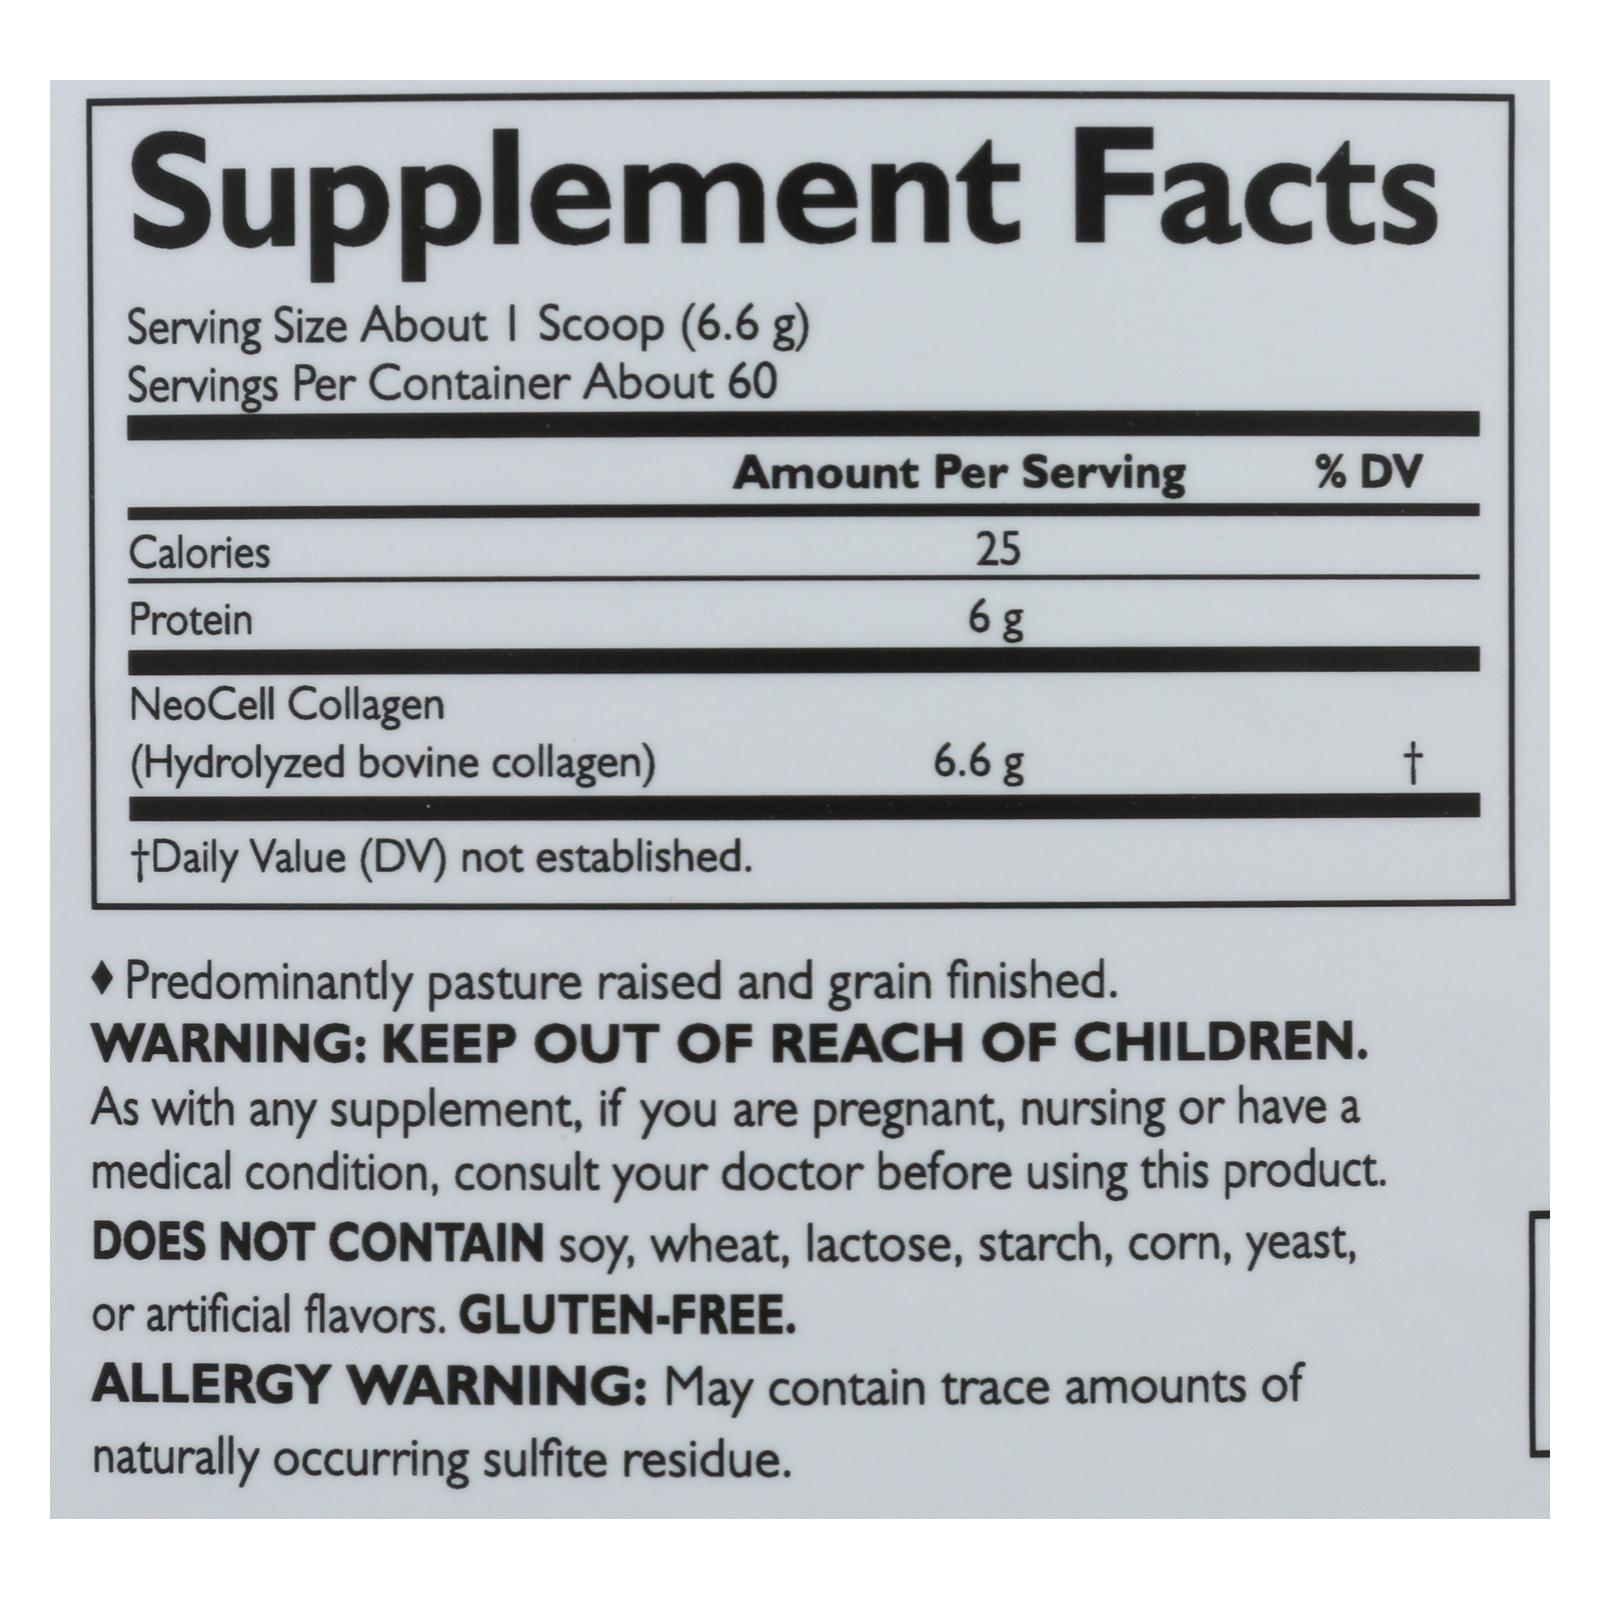 Supplement Facts
Serving Size About 1 Scoop (6.6 g)
Servings Per Container About 60
Amount Per Serving % DV
Calories 25
Protein 6 g
NeoCell Collagen
(Hydrolyzed bovine collagen) 6.6 g †
†Daily Value (DV) not established.
♦ Predominantly pasture raised and grain finished.
WARNING: KEEP OUT OF REACH OF CHILDREN.
As with any supplement, if you are pregnant, nursing or have a
medical condition, consult your doctor before using this product.
DOES NOT CONTAIN soy, wheat, lactose, starch, corn, yeast,
or artificial flavors. GLUTEN-FREE.
ALLERGY WARNING: May contain trace amounts of
naturally occurring sulfite residue.